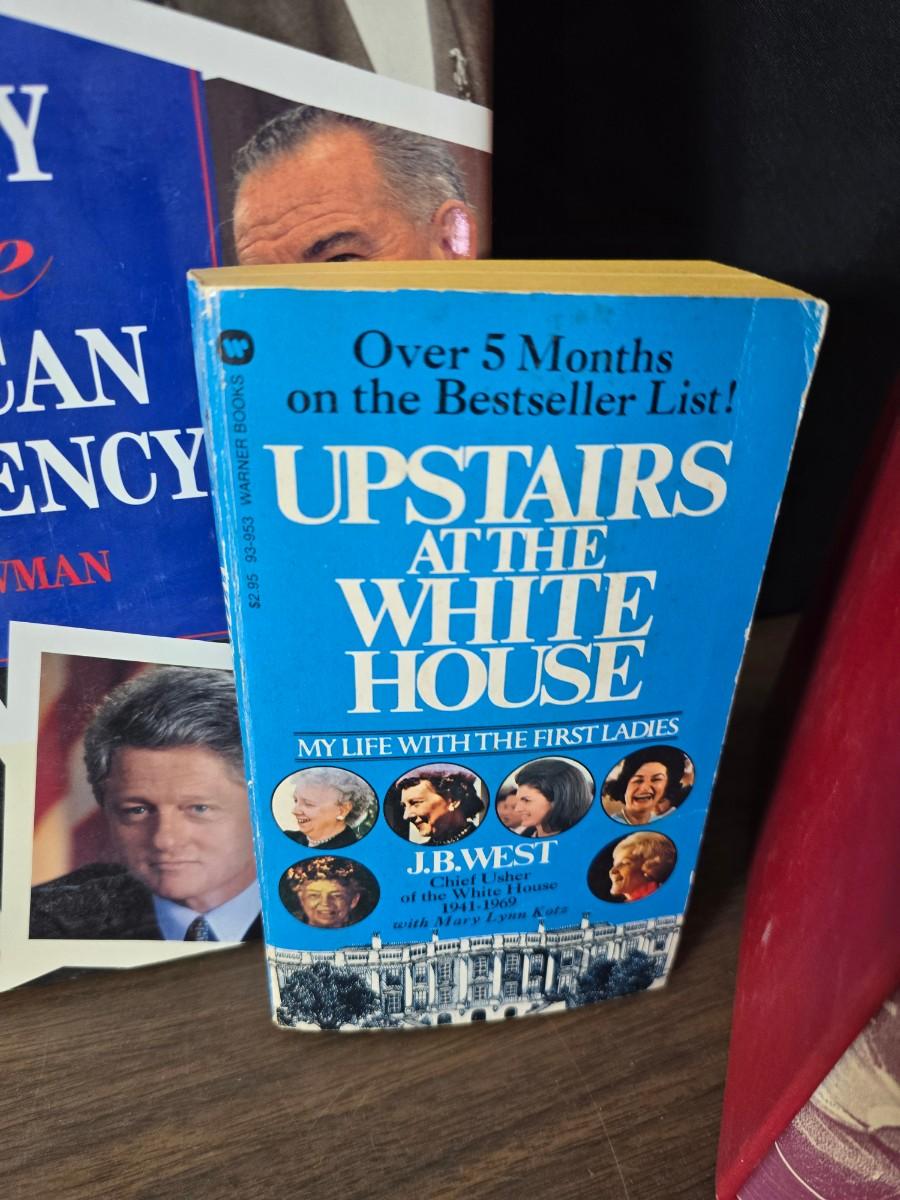 Y
e
CAN
ENCY
WMAN
W
WARNER BOOKS
93-953
$2.95
Over 5 Months
on the Bestseller List!
UPSTAIRS
AT THE
WHITE
HOUSE
MY LIFE WITH THE FIRST LADIES
J.B. WEST
Chief Usher
of the White House
1941-1969
with Mary Lynn Kotz